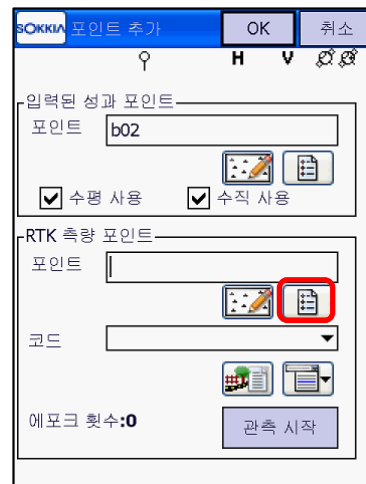 SOKKIA 포인트 추가 OK 취소
H V
입력된 성과 포인트
포인트 b02
수평 사용 수직 사용
RTK 측량 포인트
포인트
코드
에포크 횟수:0 관측 시작